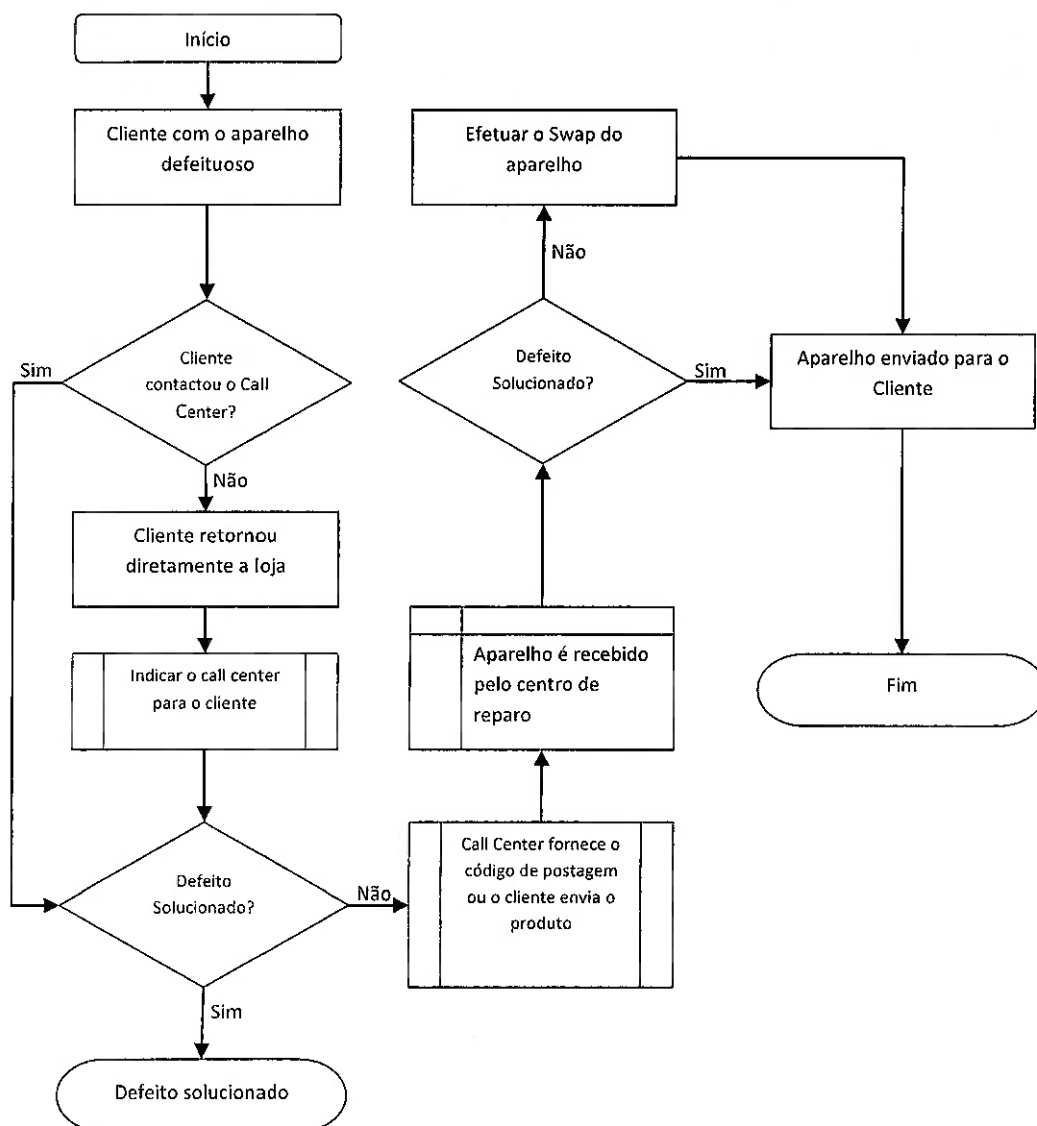 Início
Cliente com o aparelho
defeituoso
Cliente
contactou o Call
Center?
Sim
Não
Cliente retornou
diretamente a loja
Indicar o call center
para o cliente
Defeito
Solucionado?
Não
Sim
Defeito solucionado
Call Center fornece o
código de postagem
ou o cliente envia o
produto
Aparelho é recebido
pelo centro de
reparo
Defeito
Solucionado?
Não
Sim
Efetuar o Swap do
aparelho
Aparelho enviado para o
Cliente
Fim